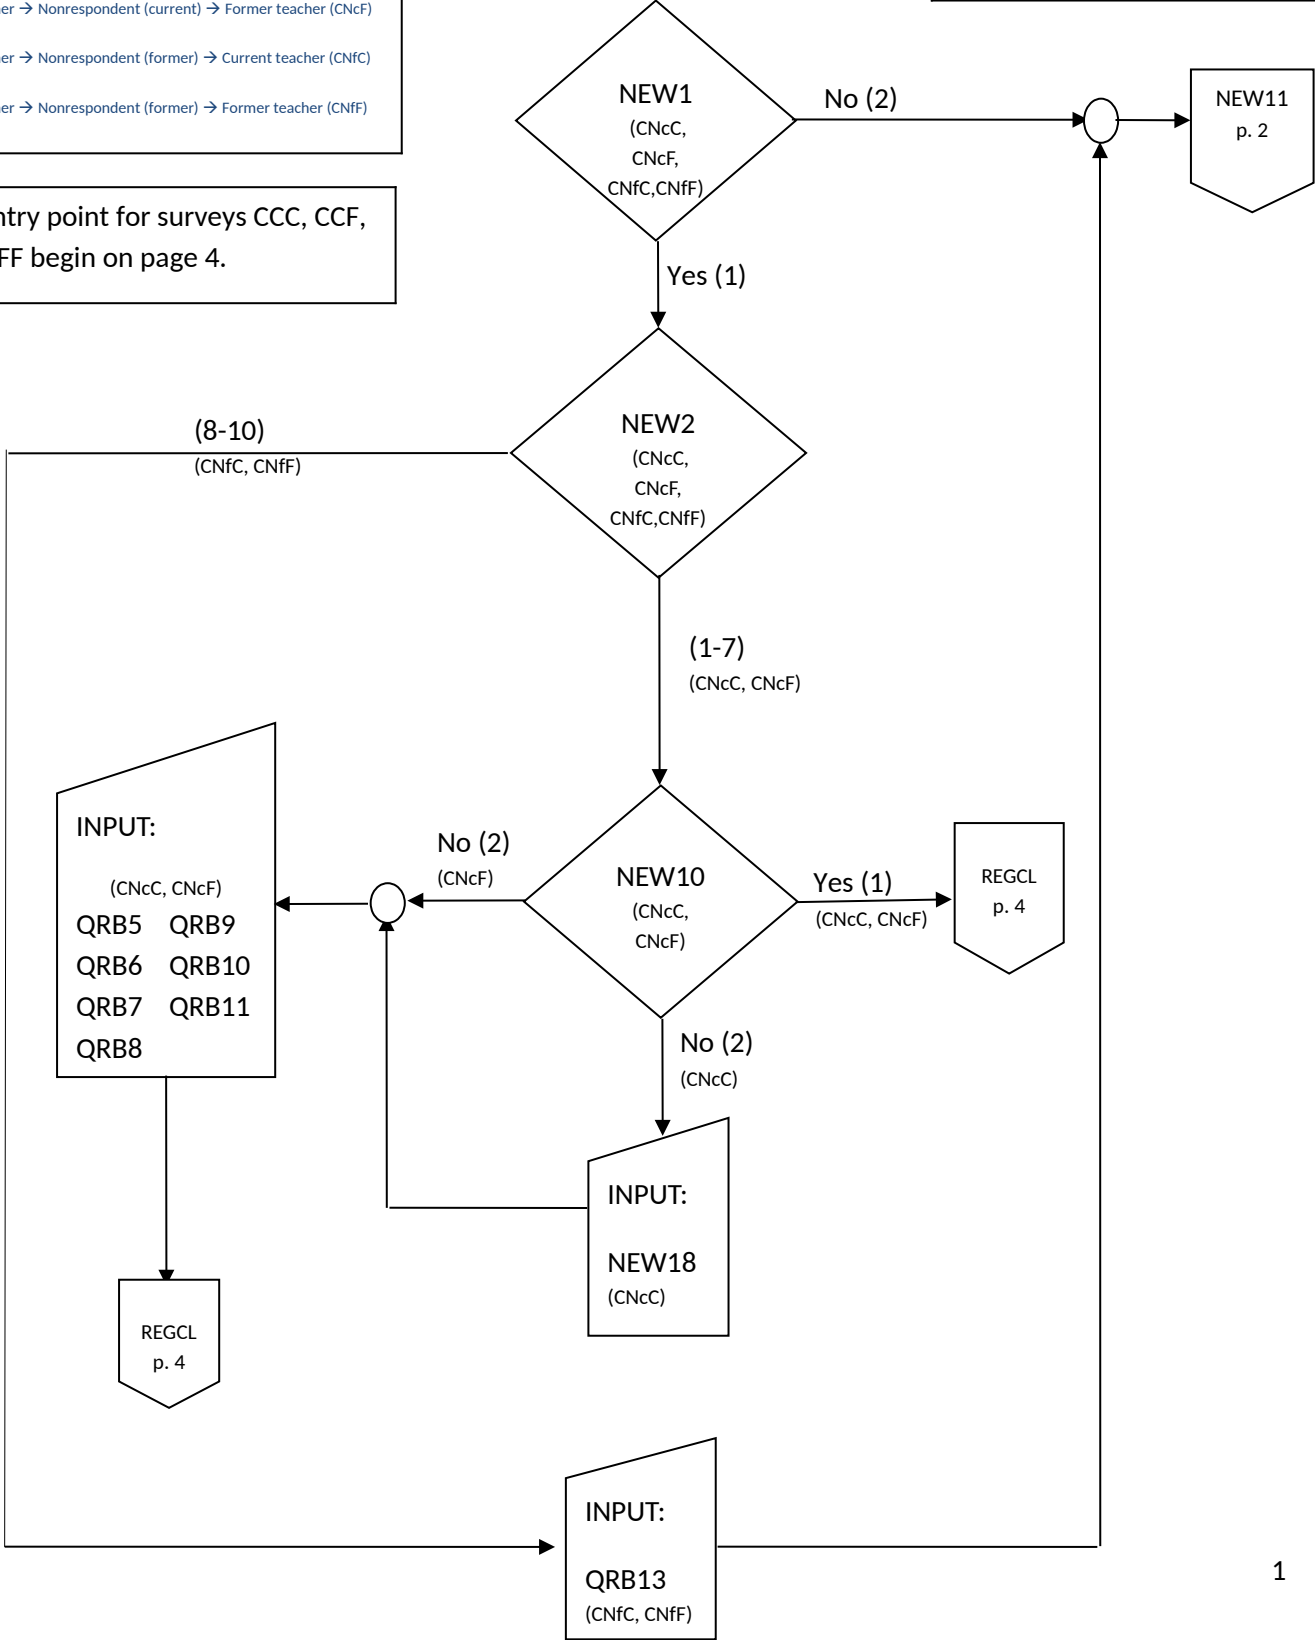 Nonrespondent (current) → Former teacher (CNcF)
Nonrespondent (former) → Current teacher (CNfC)
Nonrespondent (former) → Former teacher (CNfF)
point for surveys CCC, CCF,
FF begin on page 4.
NEW1
(CNcC,
CNcF,
CNfC,CNfF)
No (2)
NEW11
p. 2
Yes (1)
NEW2
(CNcC,
CNcF,
CNfC,CNfF)
(8-10)
(CNfC, CNfF)
(1-7)
(CNcC, CNcF)
INPUT:
(CNcC, CNcF)
QRB5 QRB9
QRB6 QRB10
QRB7 QRB11
QRB8
No (2)
(CNcF)
NEW10
(CNcC,
CNcF)
Yes (1)
(CNcC, CNcF)
REGCL
p. 4
No (2)
(CNcC)
INPUT:
NEW18
(CNcC)
REGCL
p. 4
INPUT:
QRB13
(CNfC, CNfF)
1